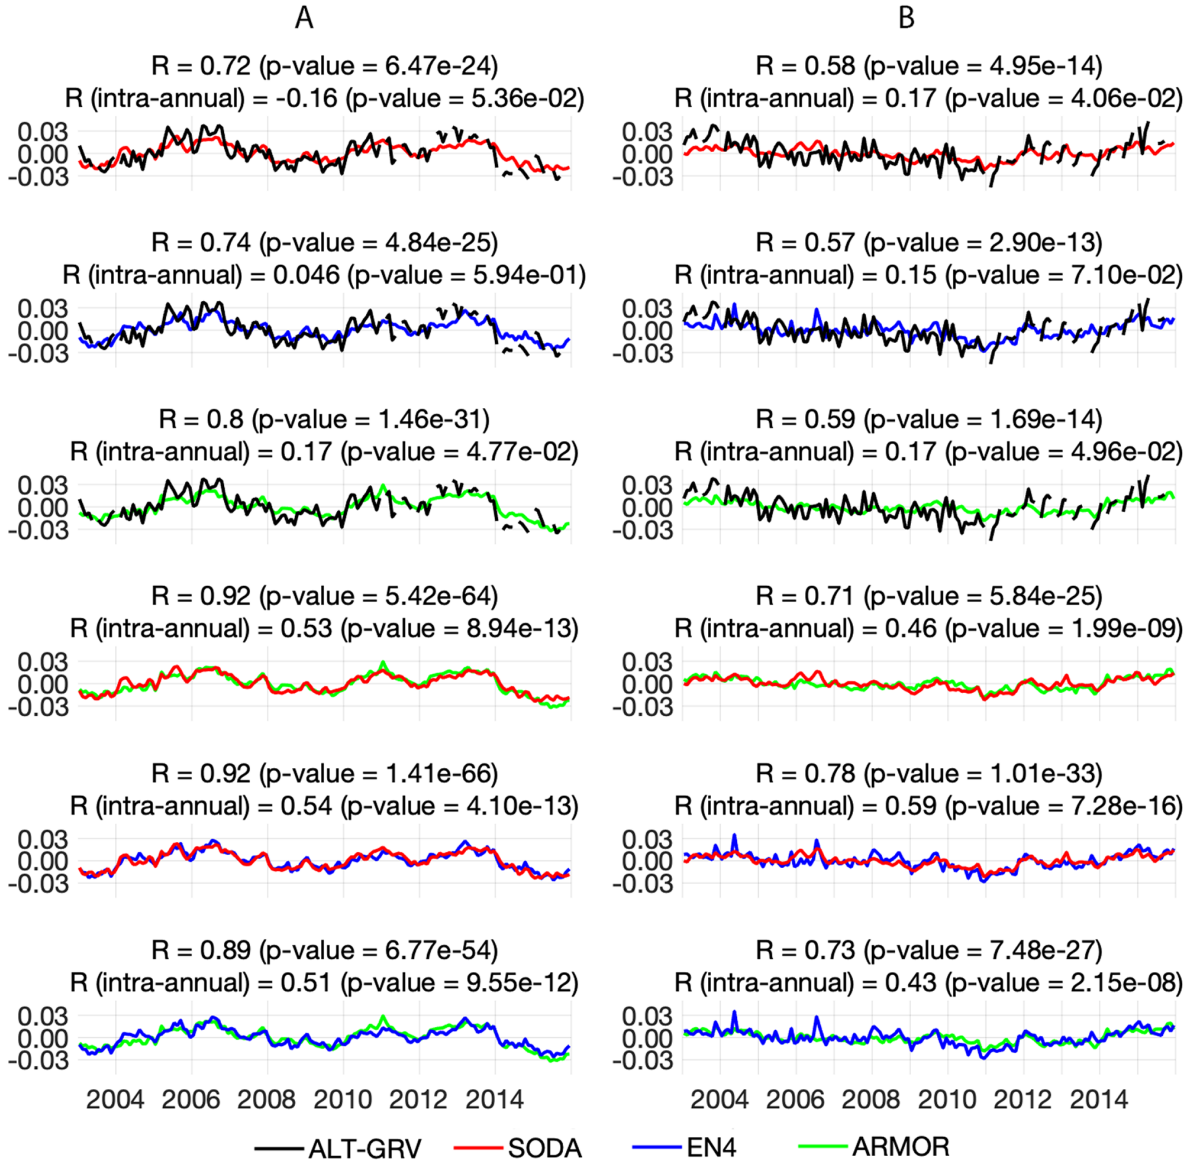 A
B
R = 0.72 (p-value = 6.47e-24)
R (intra-annual) = -0.16 (p-value = 5.36e-02)
0.03
0.00
-0.03
R = 0.58 (p-value = 4.95e-14)
R (intra-annual) = 0.17 (p-value = 4.06e-02)
0.03
0.00
-0.03
R = 0.74 (p-value = 4.84e-25)
R (intra-annual) = 0.046 (p-value = 5.94e-01)
0.03
0.00
-0.03
R = 0.57 (p-value = 2.90e-13)
R (intra-annual) = 0.15 (p-value = 7.10e-02)
0.03
0.00
-0.03
R = 0.8 (p-value = 1.46e-31)
R (intra-annual) = 0.17 (p-value = 4.77e-02)
0.03
0.00
-0.03
R = 0.59 (p-value = 1.69e-14)
R (intra-annual) = 0.17 (p-value = 4.96e-02)
0.03
0.00
-0.03
R = 0.92 (p-value = 5.42e-64)
R (intra-annual) = 0.53 (p-value = 8.94e-13)
0.03
0.00
-0.03
R = 0.71 (p-value = 5.84e-25)
R (intra-annual) = 0.46 (p-value = 1.99e-09)
0.03
0.00
-0.03
R = 0.92 (p-value = 1.41e-66)
R (intra-annual) = 0.54 (p-value = 4.10e-13)
0.03
0.00
-0.03
R = 0.78 (p-value = 1.01e-33)
R (intra-annual) = 0.59 (p-value = 7.28e-16)
0.03
0.00
-0.03
R = 0.89 (p-value = 6.77e-54)
R (intra-annual) = 0.51 (p-value = 9.55e-12)
0.03
0.00
-0.03
R = 0.73 (p-value = 7.48e-27)
R (intra-annual) = 0.43 (p-value = 2.15e-08)
0.03
0.00
-0.03
2004 2006 2008 2010 2012 2014
2004 2006 2008 2010 2012 2014
ALT-GRV SODA EN4 ARMOR